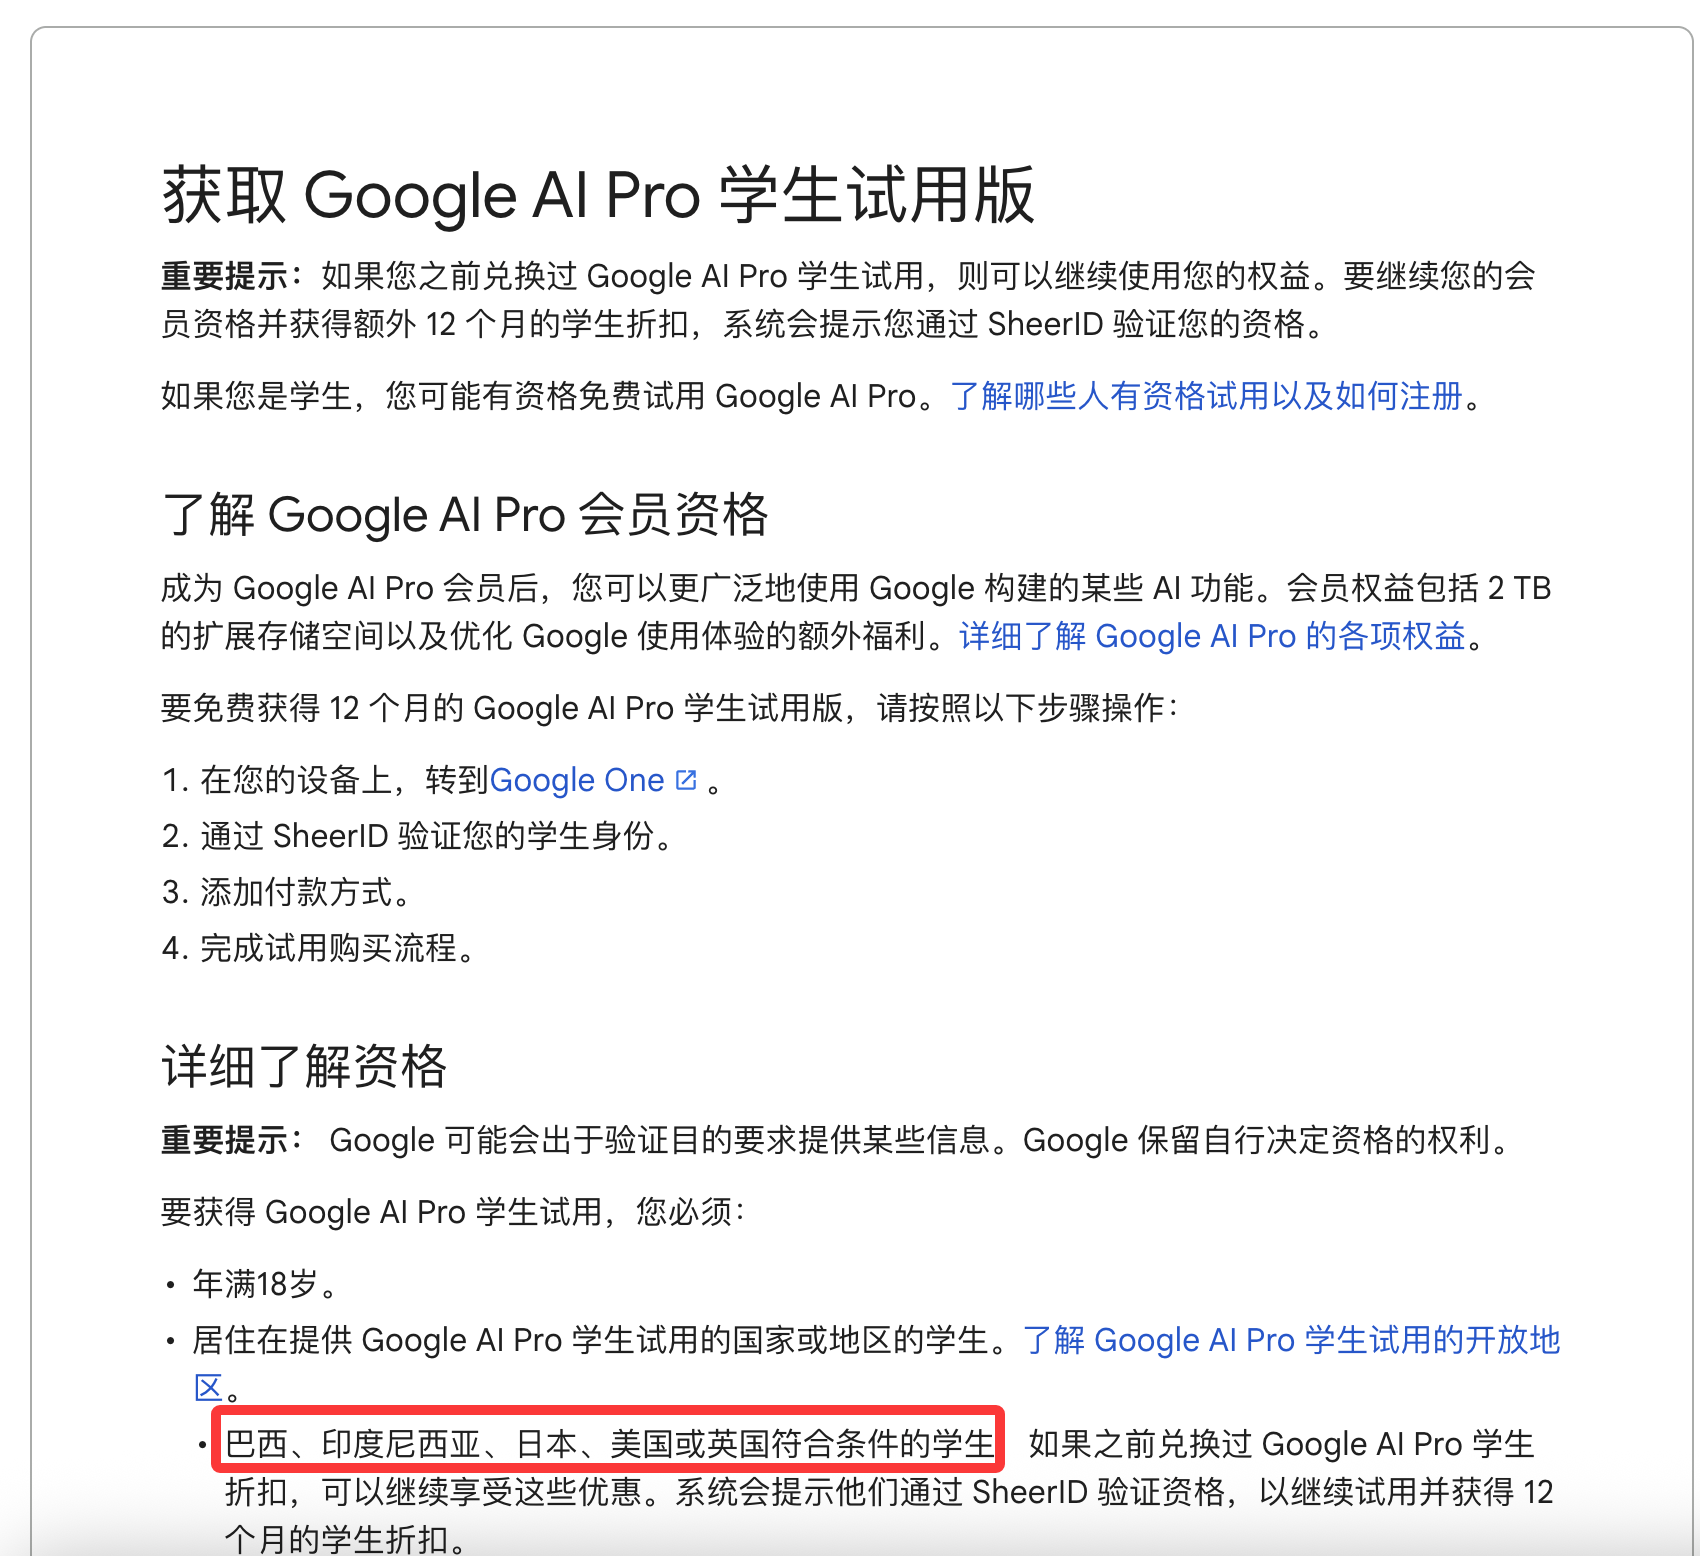 获取 Google AI Pro 学生试用版
重要提示：如果您之前兑换过 Google AI Pro 学生试用，则可以继续使用您的权益。要继续您的会
员资格并获得额外 12 个月的学生折扣，系统会提示您通过 SheerID 验证您的资格。
如果您是学生，您可能有资格免费试用 Google AI Pro。了解哪些人有资格试用以及如何注册。
了解 Google AI Pro 会员资格
成为 Google AI Pro 会员后，您可以更广泛地使用 Google 构建的某些 AI 功能。会员权益包括 2 TB
的扩展存储空间以及优化 Google 使用体验的额外福利。详细了解 Google AI Pro 的各项权益。
要免费获得 12 个月的 Google AI Pro 学生试用版，请按照以下步骤操作：
1. 在您的设备上，转到Google One 。
2. 通过 SheerID 验证您的学生身份。
3. 添加付款方式。
4. 完成试用购买流程。
详细了解资格
重要提示： Google 可能会出于验证目的要求提供某些信息。Google 保留自行决定资格的权利。
要获得 Google AI Pro 学生试用，您必须：
• 年满18岁。
• 居住在提供 Google AI Pro 学生试用的国家或地区的学生。了解 Google AI Pro 学生试用的开放地
区。
• 巴西、印度尼西亚、日本、美国或英国符合条件的学生 如果之前兑换过 Google AI Pro 学生
折扣，可以继续享受这些优惠。系统会提示他们通过 SheerID 验证资格，以继续试用并获得 12
个月的学生折扣。